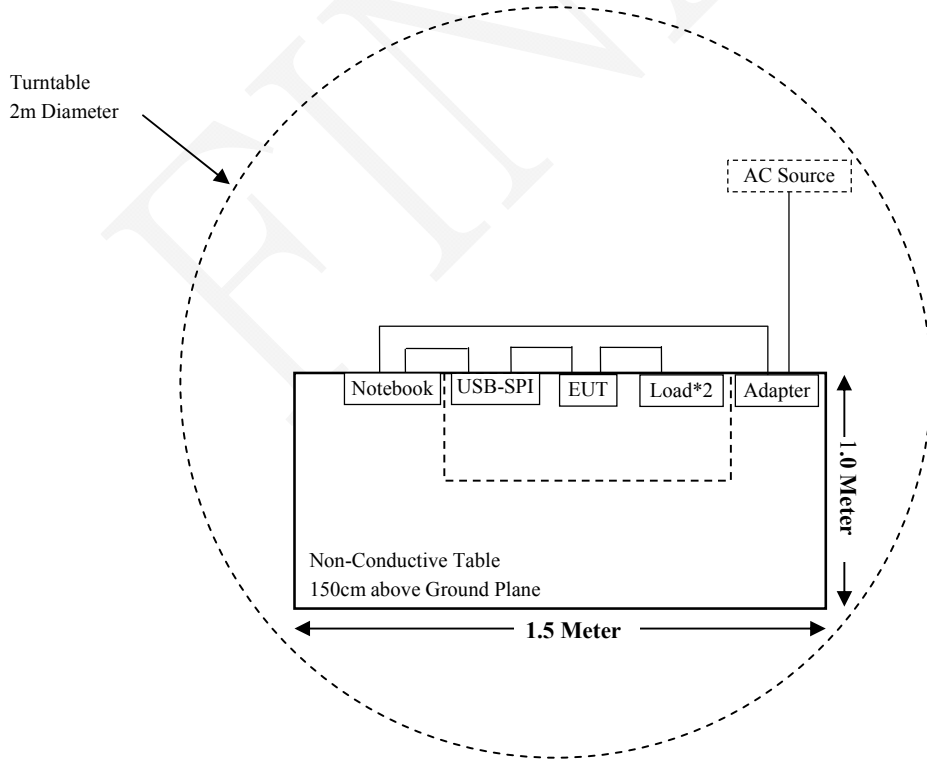 Turntable
2m Diameter
AC Source
Notebook
USB-SPI
EUT
Load*2
Adapter
1.0 Meter
Non-Conductive Table
150cm above Ground Plane
1.5 Meter